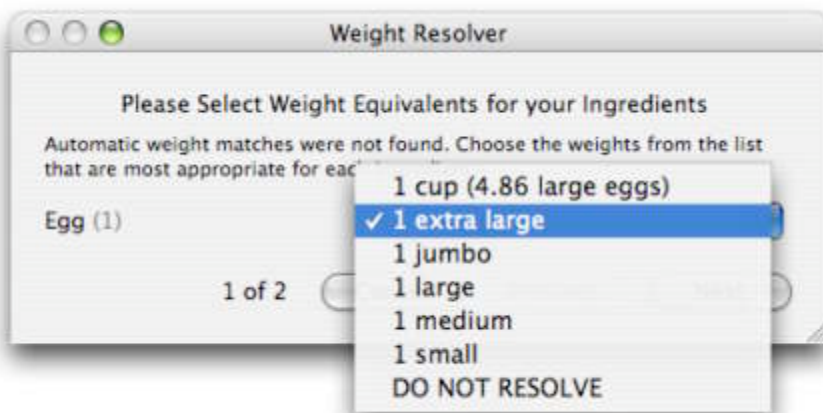 Weight Resolver
Please Select Weight Equivalents for your Ingredients
Automatic weight matches were not found. Choose the weights from the list
that are most appropriate for each
Egg (1)
1 cup (4.86 large eggs)
✓ 1 extra large
1 jumbo
1 large
1 medium
1 small
DO NOT RESOLVE
1 of 2